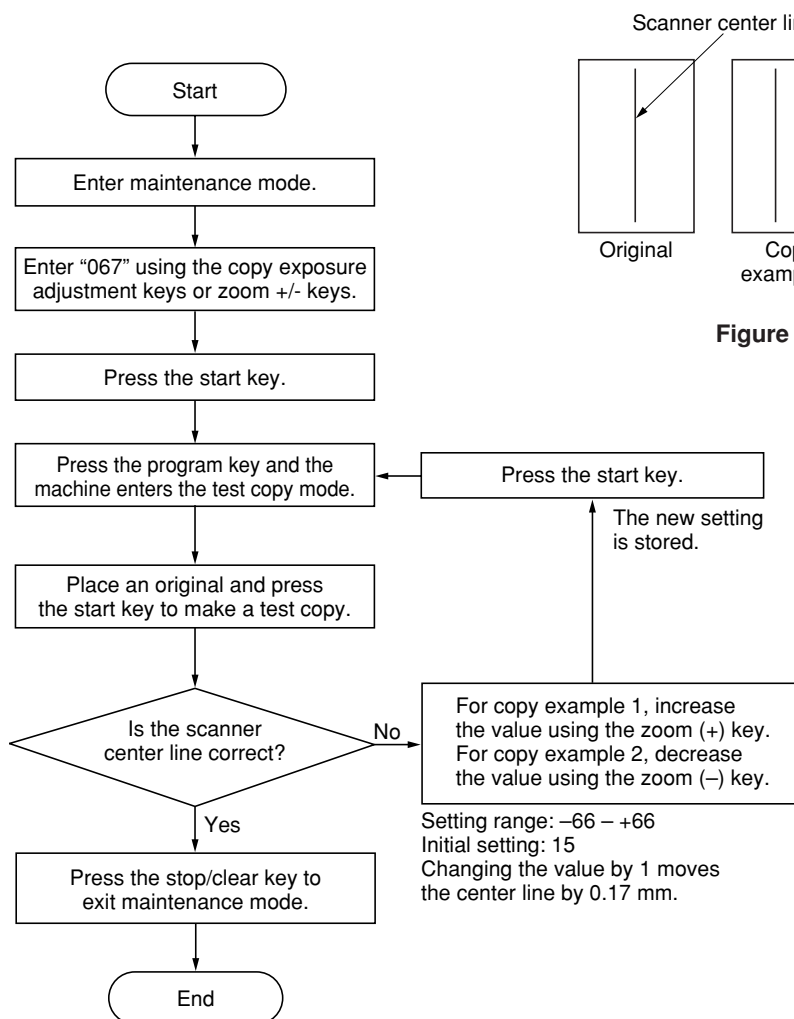 Scanner center
Start
Enter maintenance mode.
Enter “067” using the copy exposure
adjustment keys or zoom +/- keys.
Original
Figure
Press the start key.
Press the program key and the
machine enters the test copy mode.
Press the start key.
The new setting
is stored.
Place an original and press
the start key to make a test copy.
Is the scanner
center line correct?
No
For copy example 1, increase
the value using the zoom (+) key.
For copy example 2, decrease
the value using the zoom (–) key.
Yes
Setting range: –66 – +66
Initial setting: 15
Changing the value by 1 moves
the center line by 0.17 mm.
Press the stop/clear key to
exit maintenance mode.
End